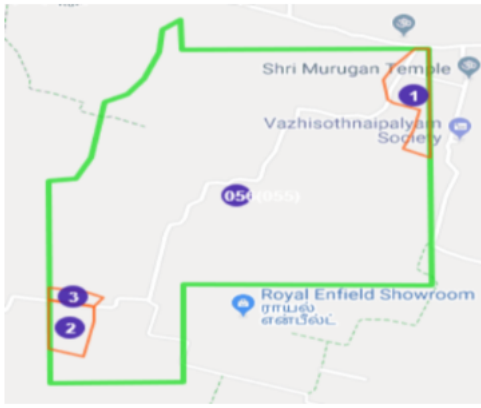 Shri Murugan Temple
1
Vazhisothnaipalyam
Society
056(055)
3
Royal Enfield Showroom
ராயல்
என்பீல்ட்
2